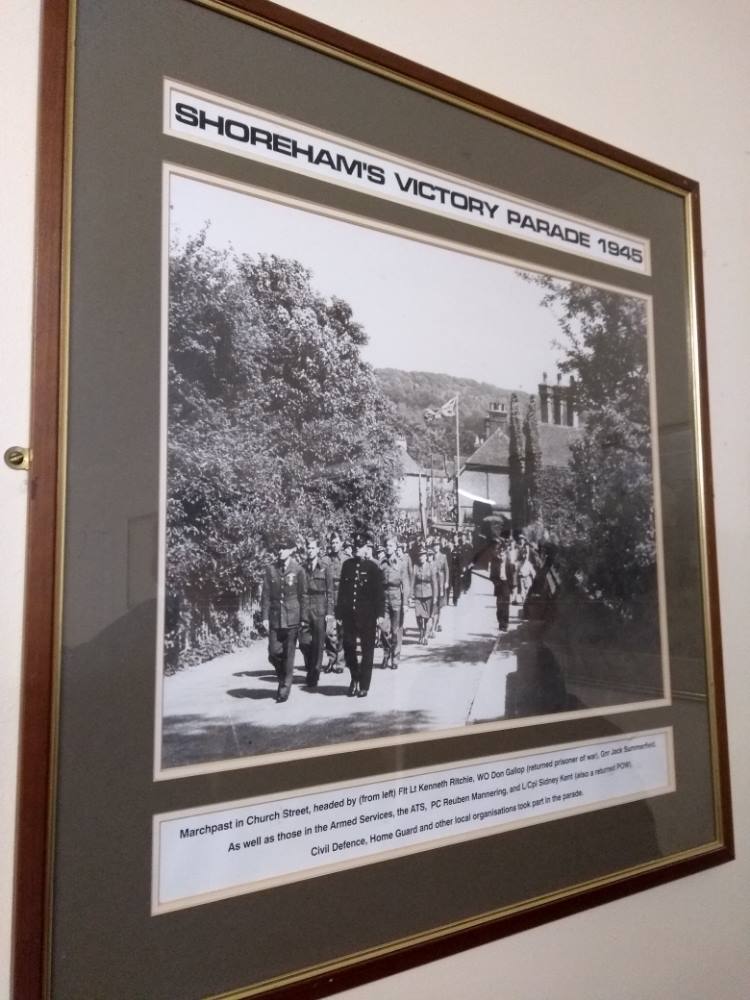 SHOREHAM'S VICTORY PARADE 1945
Marchpast in Church Street, headed by (from left) Flt Lt Kenneth Ritchie, WO Don Gallop (returned prisoner of war), Gnr Jack Summerfield.
As well as those in the Armed Services, the ATS, PC Reuben Mannering, and L/Cpl Sidney Kent (also a returned POW)
Civil Defence, Home Guard and other local organisations took part in the parade.